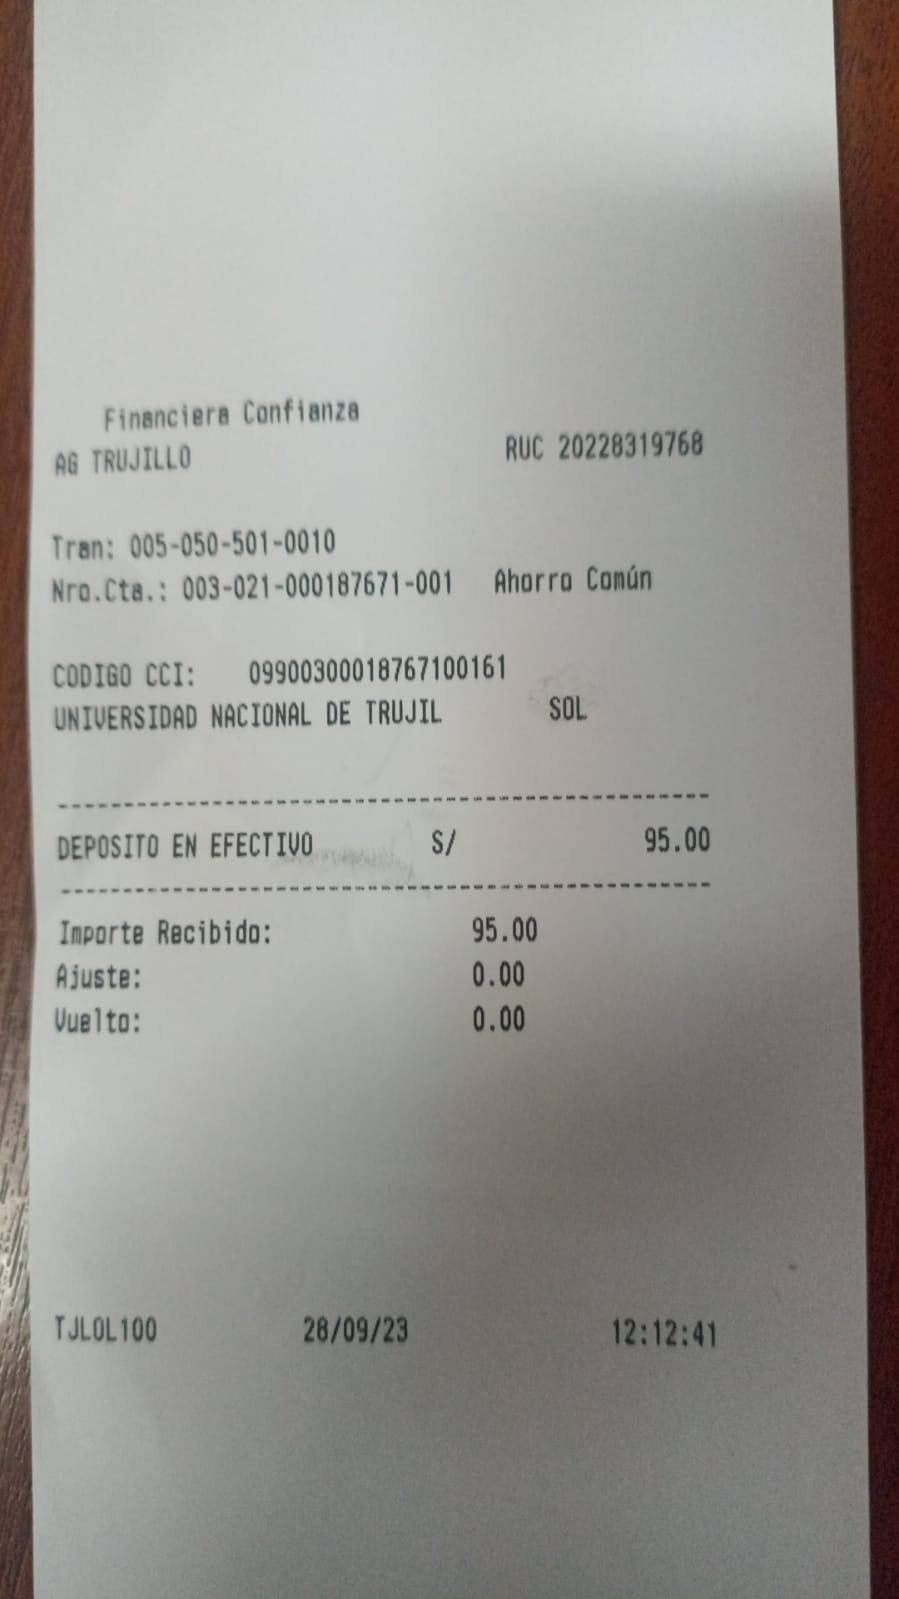 Financiera Confianza
AG TRUJILLO RUC 20228319768
Tran: 005-050-501-0010
Nro.Cta.: 003-021-000187671-001 Ahorro Común
CODIGO CCI: 09900300018767100161
UNIVERSIDAD NACIONAL DE TRUJIL SOL
------------------------------------------------
DEPOSITO EN EFECTIVO S/ 95.00
------------------------------------------------
Importe Recibido: 95.00
Ajuste: 0.00
Vuelto: 0.00
TJLOL100 28/09/23 12:12:41